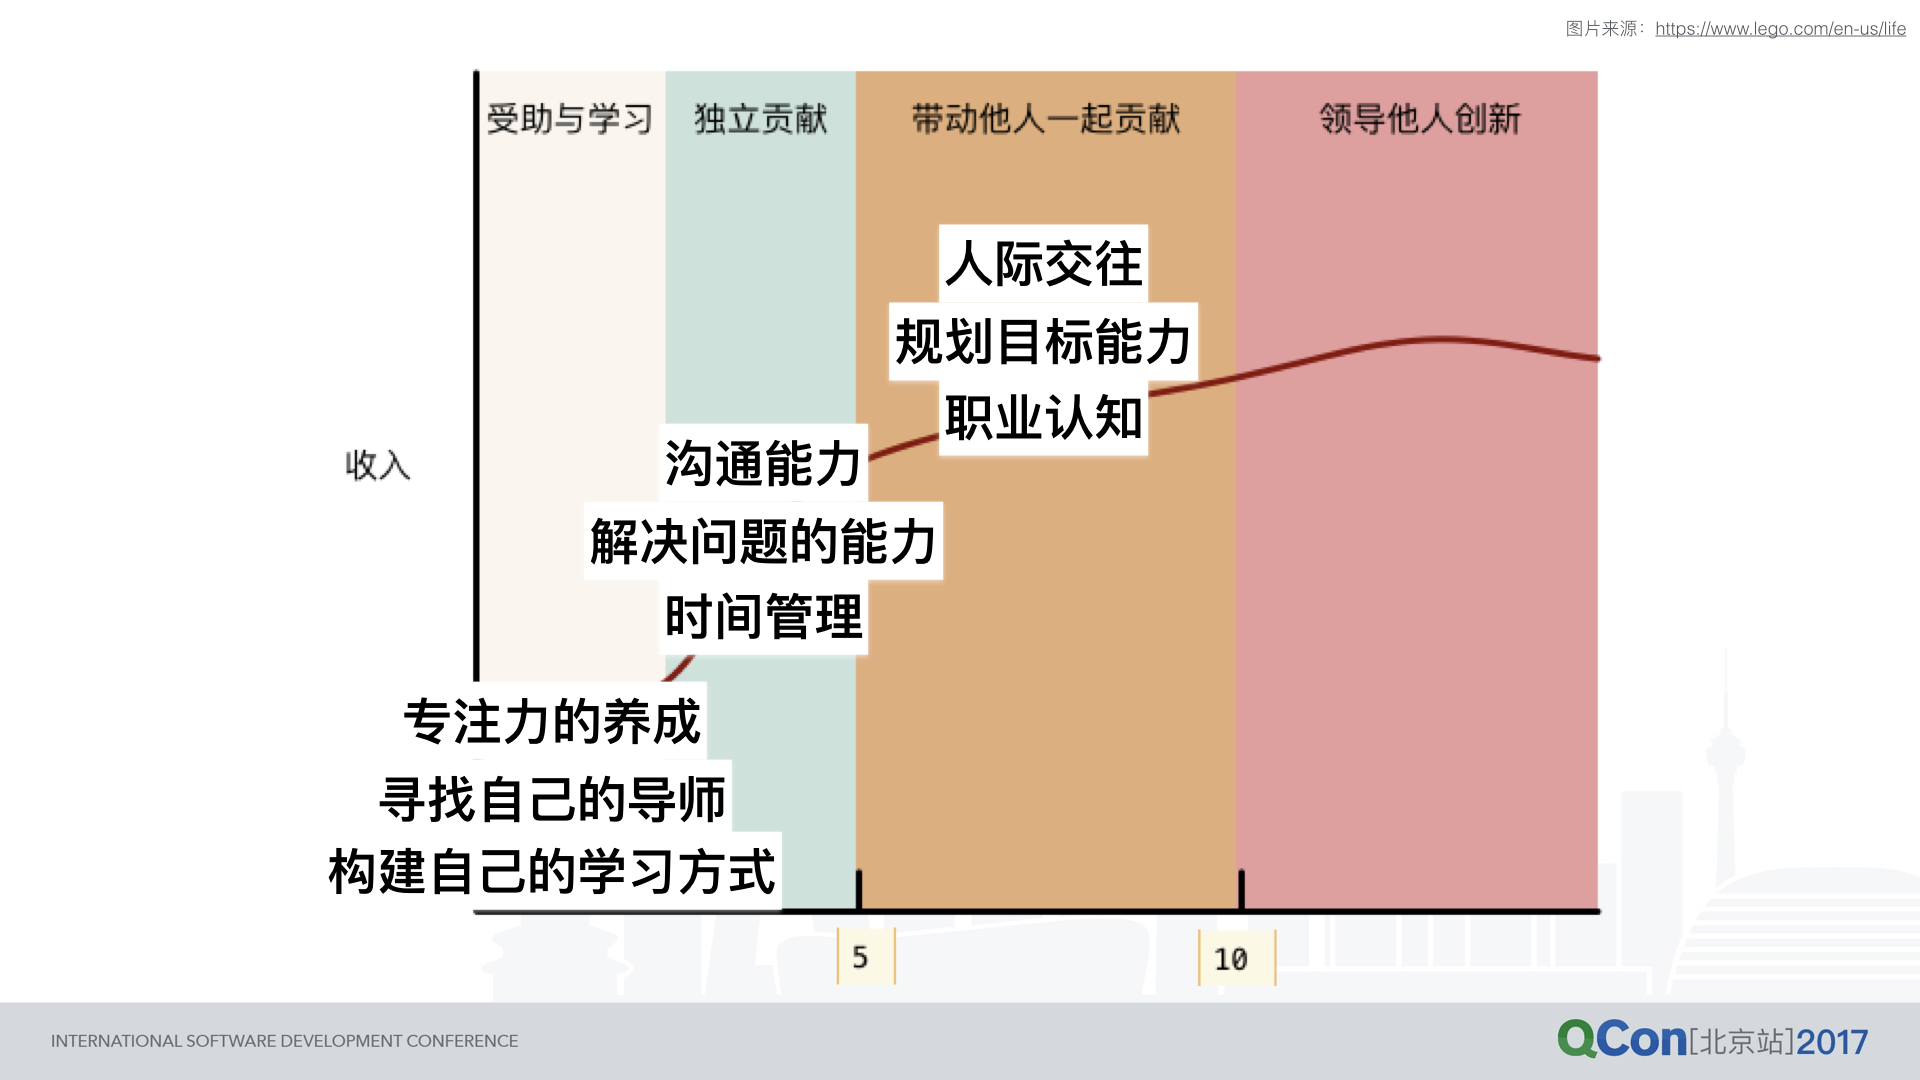 图片来源：https://www.lego.com/en-us/life
受助与学习
独立贡献
带动他人一起贡献
领导他人创新
人际交往
规划目标能力
职业认知
收入
沟通能力
解决问题的能力
时间管理
专注力的养成
寻找自己的导师
构建自己的学习方式
5
10
INTERNATIONAL SOFTWARE DEVELOPMENT CONFERENCE
QCon[北京站]2017